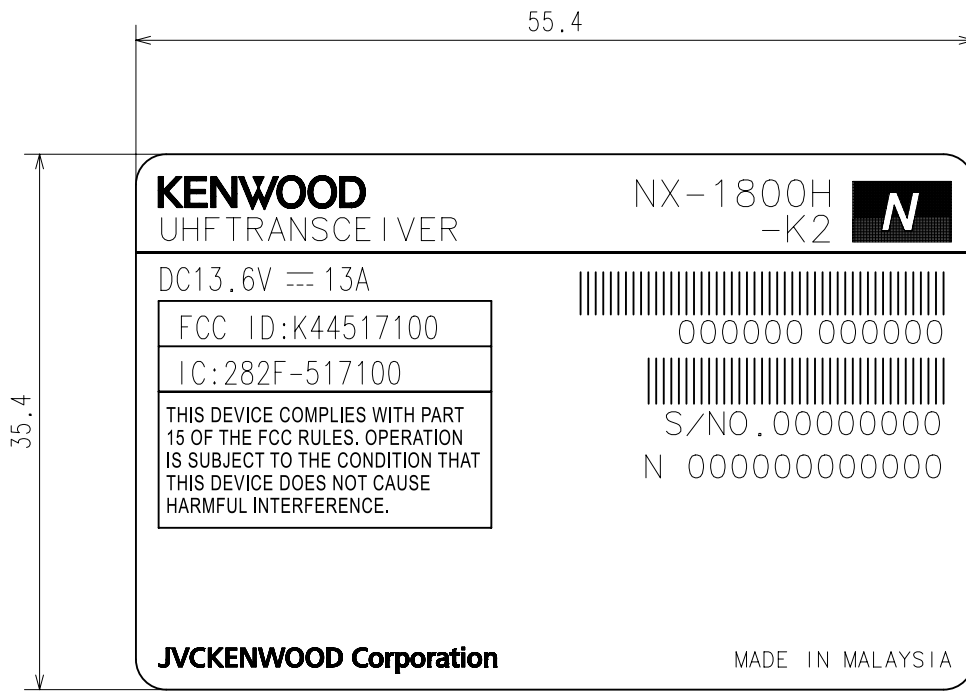 55.4
35.4
KENWOOD
UHF TRANSCEIVER
NX-1800H
-K2
N
DC13.6V ⎓ 13A
FCC ID:K44517100
IC:282F-517100
THIS DEVICE COMPLIES WITH PART
15 OF THE FCC RULES. OPERATION
IS SUBJECT TO THE CONDITION THAT
THIS DEVICE DOES NOT CAUSE
HARMFUL INTERFERENCE.
000000 000000
S/NO.00000000
N 000000000000
JVCKENWOOD Corporation
MADE IN MALAYSIA